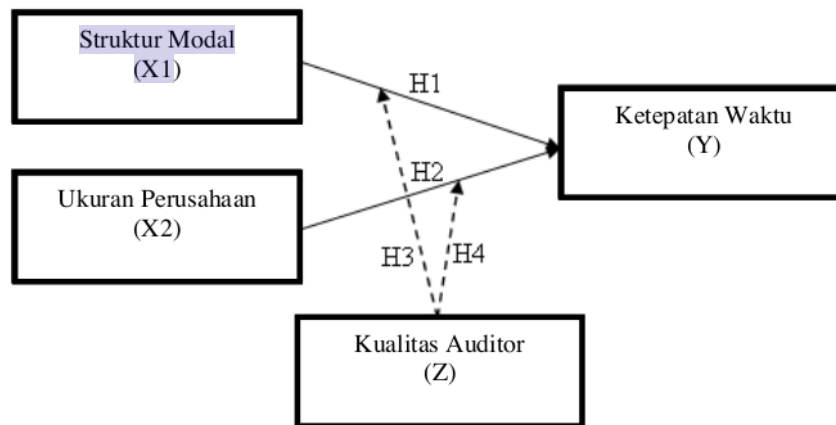 Struktur Modal
(X1)
H1
Ketepatan Waktu
(Y)
H2
Ukuran Perusahaan
(X2)
H3
H4
Kualitas Auditor
(Z)